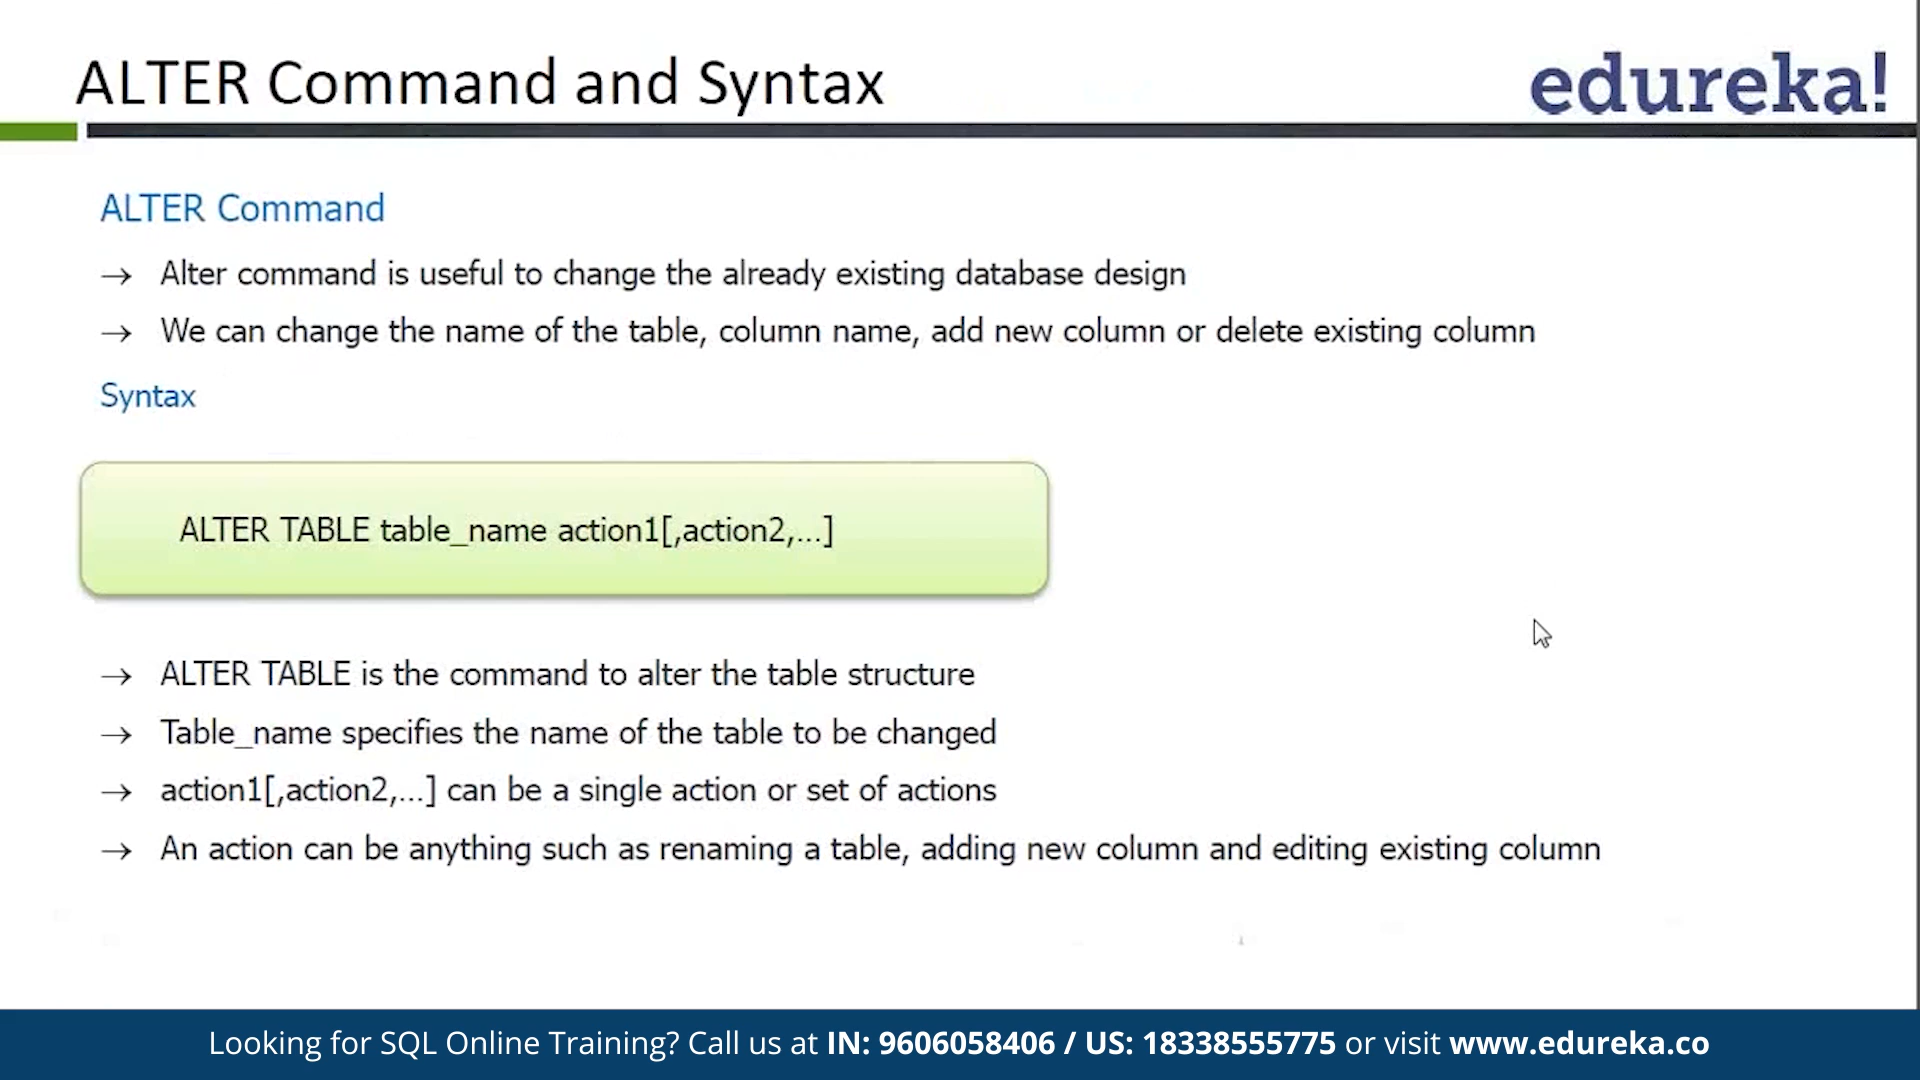 ALTER Command and Syntax
edureka!
ALTER Command
→ Alter command is useful to change the already existing database design
→ We can change the name of the table, column name, add new column or delete existing column
Syntax
ALTER TABLE table_name action1[,action2,...]
→ ALTER TABLE is the command to alter the table structure
→ Table_name specifies the name of the table to be changed
→ action1[,action2,...] can be a single action or set of actions
→ An action can be anything such as renaming a table, adding new column and editing existing column
Looking for SQL Online Training? Call us at IN: 9606058406 / US: 18338555775 or visit www.edureka.co